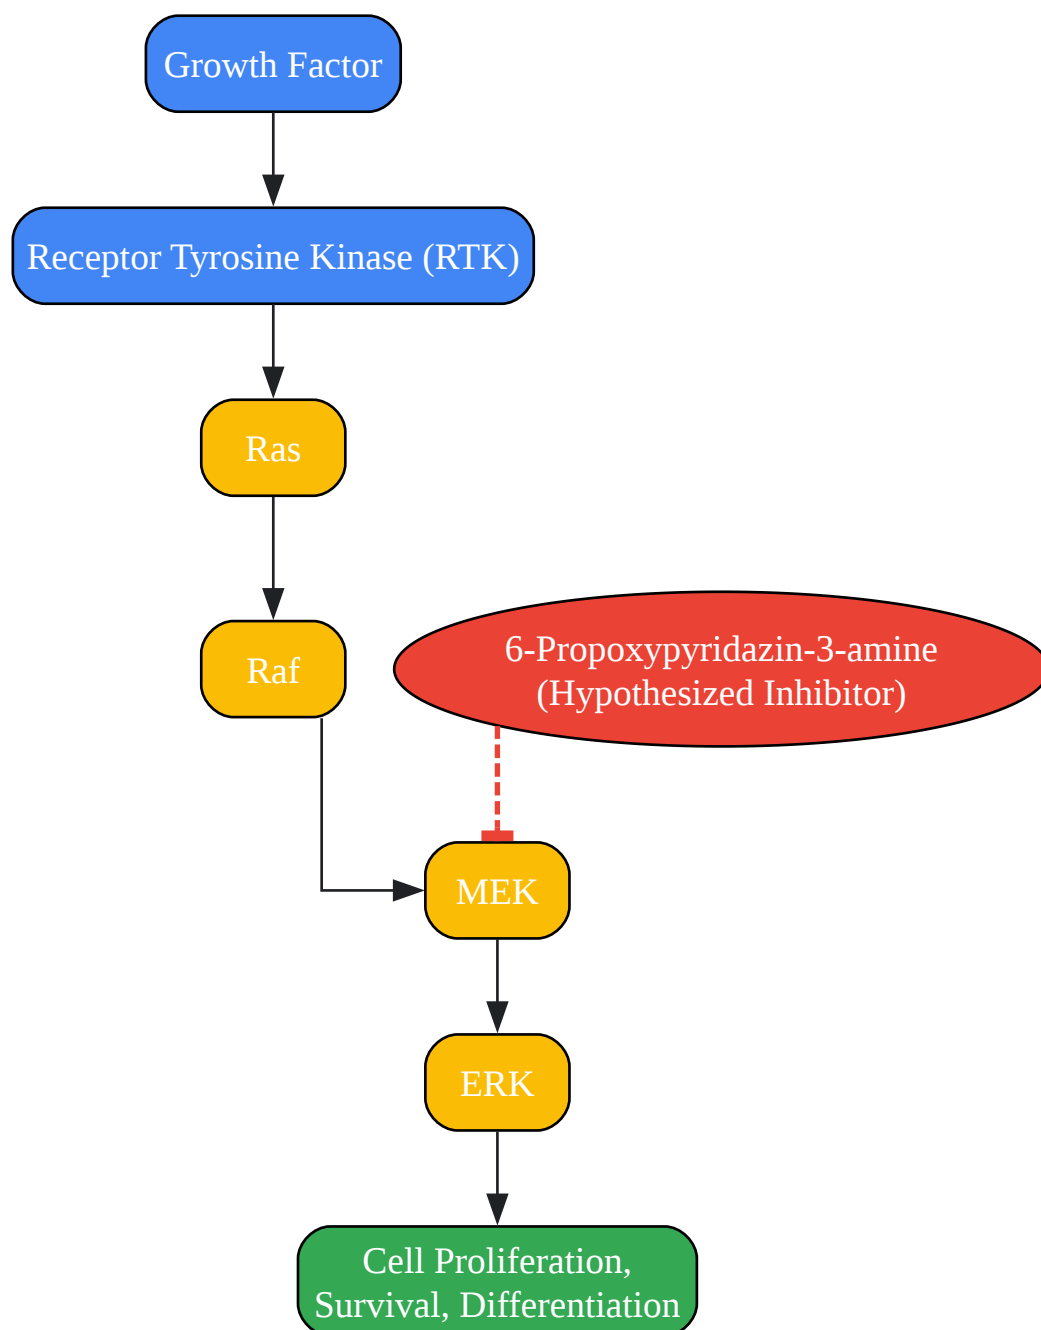 Growth Factor
Receptor Tyrosine Kinase (RTK)
Ras
Raf
6-Propoxypyridazin-3-amine
(Hypothesized Inhibitor)
MEK
ERK
Cell Proliferation,
Survival, Differentiation